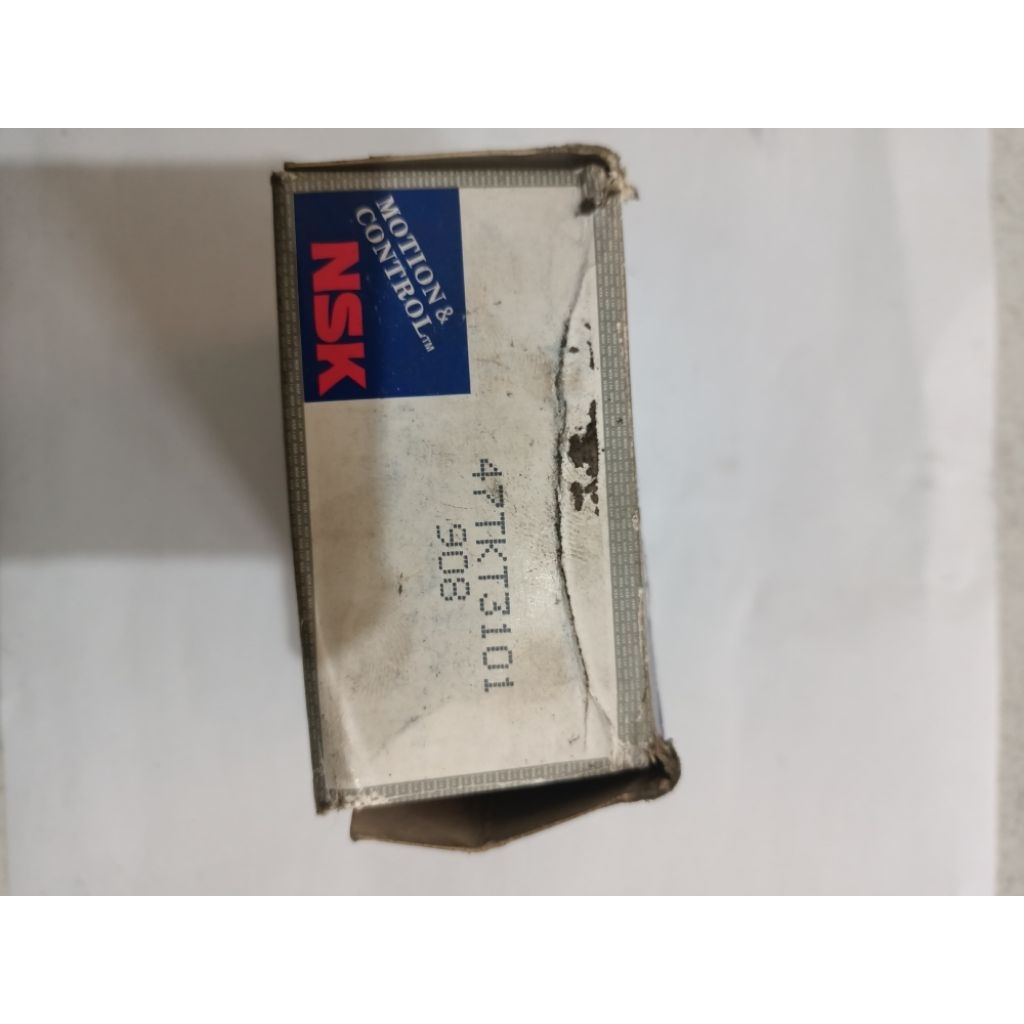 MOTION &
CONTROL™
NSK
47TKT3101
908